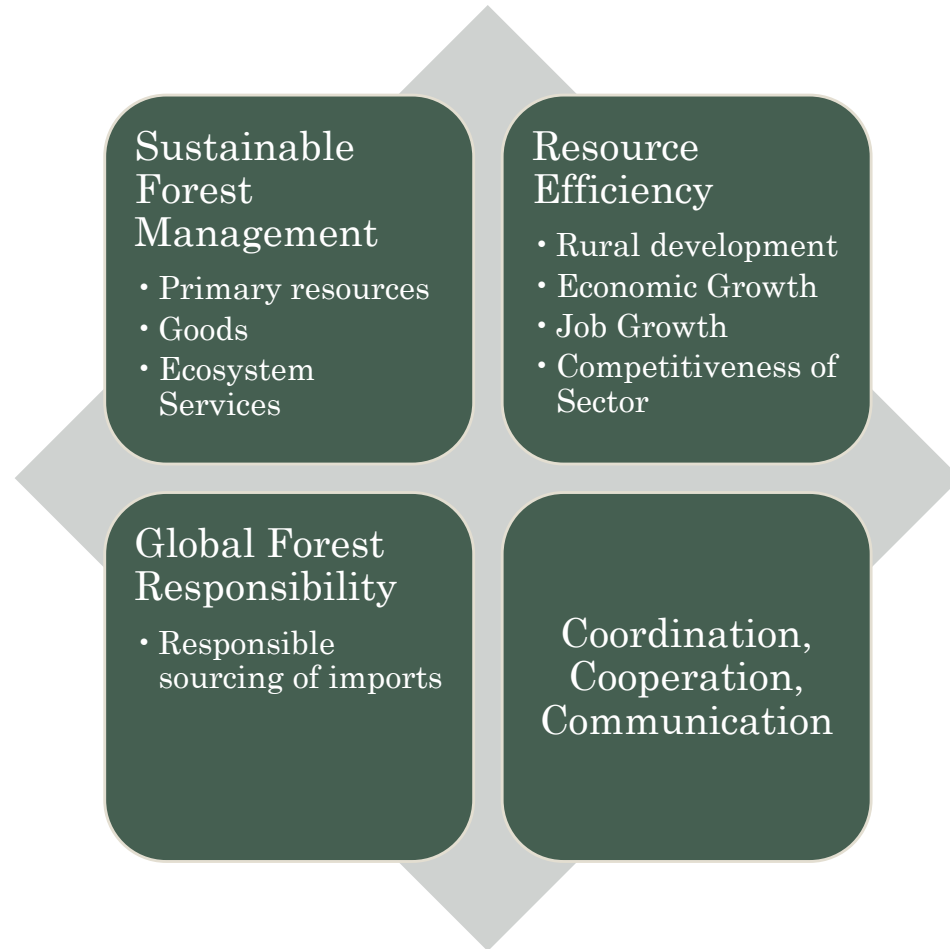 Sustainable
Forest
Management
• Primary resources
• Goods
• Ecosystem
Services
Resource
Efficiency
• Rural development
• Economic Growth
• Job Growth
• Competitiveness of
Sector
Global Forest
Responsibility
• Responsible
sourcing of imports
Coordination,
Cooperation,
Communication